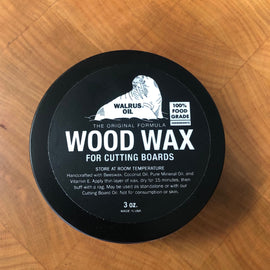 WALRUS
OIL
100%
FOOD
GRADE
THE ORIGINAL FORMULA
WOOD WAX
FOR CUTTING BOARDS
STORE AT ROOM TEMPERATURE
Handcrafted with Beeswax, Coconut Oil, Pure Mineral Oil, and
Vitamin E. Apply thin layer of wax, dry for 15 minutes, then
buff with a rag. May be used as standalone or with our
Cutting Board Oil. Not for consumption or skin.
3 oz.
MADE IN USA